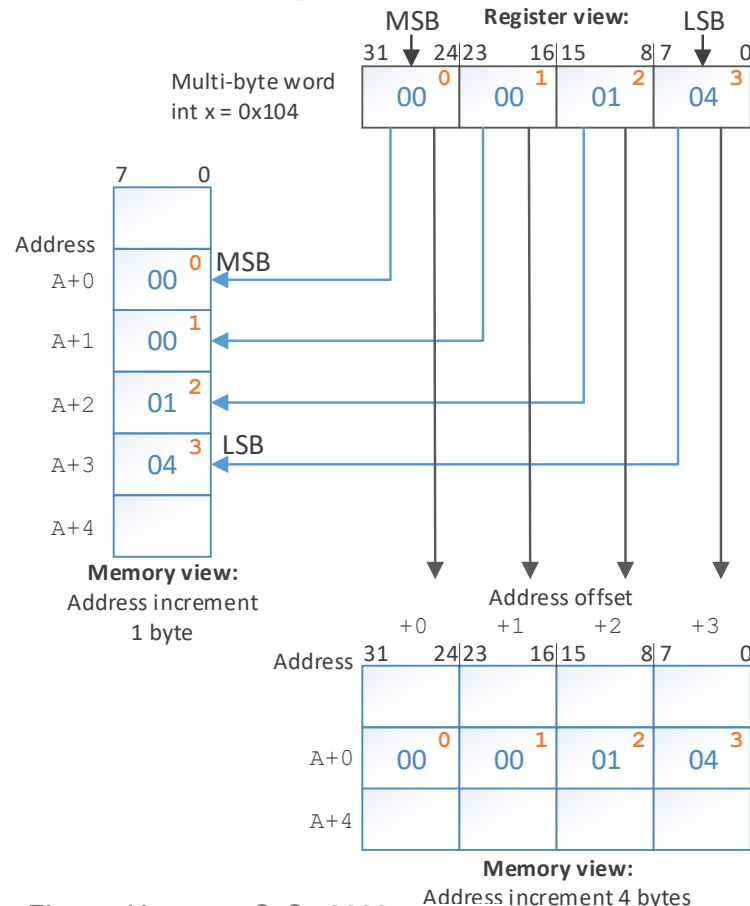 MSB Register view: LSB
31 24 23 16 15 8 7 0
Multi-byte word
int x = 0x104
00 0 00 1 01 2 04 3
7 0
Address
A+0 00 0 MSB
A+1 00 1
A+2 01 2
A+3 04 3 LSB
A+4
Memory view:
Address increment
1 byte
Address offset
+0 +1 +2 +3
Address 31 24 23 16 15 8 7 0
A+0 00 0 00 1 01 2 04 3
A+4
Memory view:
Address increment 4 bytes